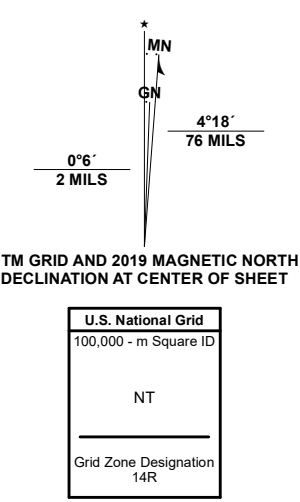 ★
MN
GN
4°18´
76 MILS
0°6´
2 MILS
TM GRID AND 2019 MAGNETIC NORTH
DECLINATION AT CENTER OF SHEET
U.S. National Grid
100,000 - m Square ID
NT
Grid Zone Designation
14R